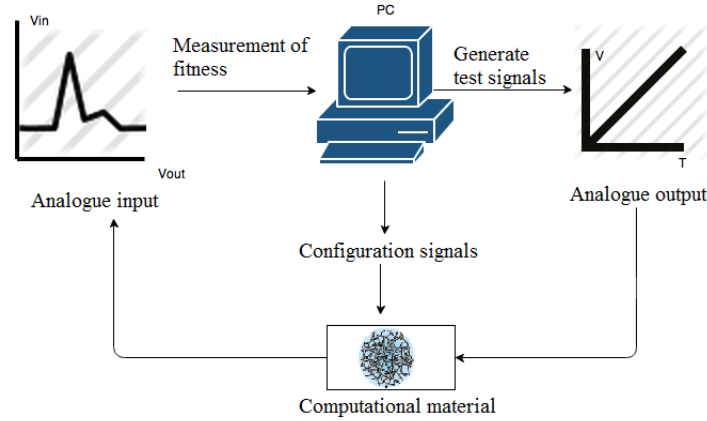 Vin
Vout
Analogue input
Measurement of
fitness
PC
Generate
test signals
V
T
Analogue output
Configuration signals
Computational material